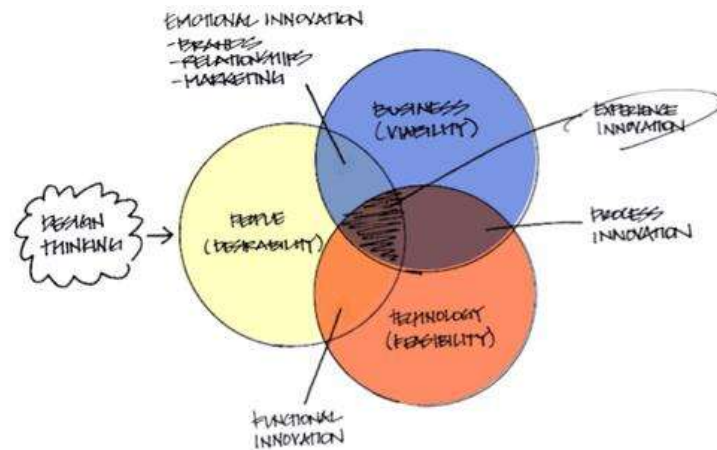 EMOTIONAL INNOVATION
-BRANDS
-RELATIONSHIPS
-MARKETING
BUSINESS
(VIABILITY)
EXPERIENCE
INNOVATION
DESIGN
THINKING
PEOPLE
(DESIRABILITY)
PROCESS
INNOVATION
TECHNOLOGY
(FEASIBILITY)
FUNCTIONAL
INNOVATION